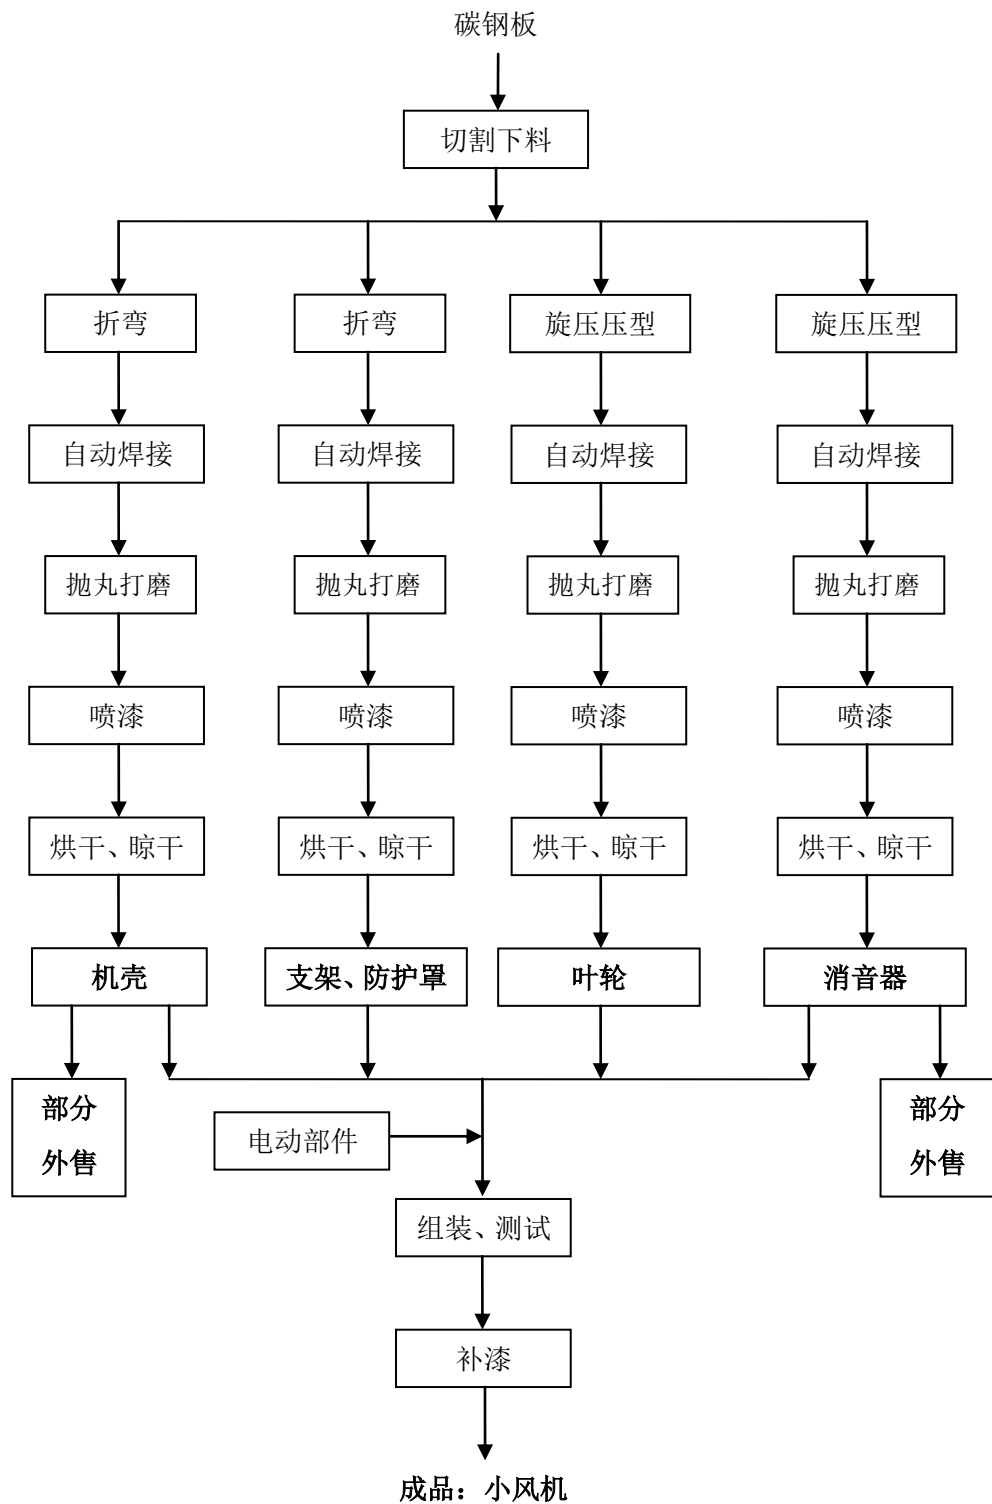 碳钢板
切割下料
折弯
折弯
旋压压型
旋压压型
自动焊接
自动焊接
自动焊接
自动焊接
抛丸打磨
抛丸打磨
抛丸打磨
抛丸打磨
喷漆
喷漆
喷漆
喷漆
烘干、晾干
烘干、晾干
烘干、晾干
烘干、晾干
机壳
支架、防护罩
叶轮
消音器
部分
外售
部分
外售
电动部件
组装、测试
补漆
成品：小风机